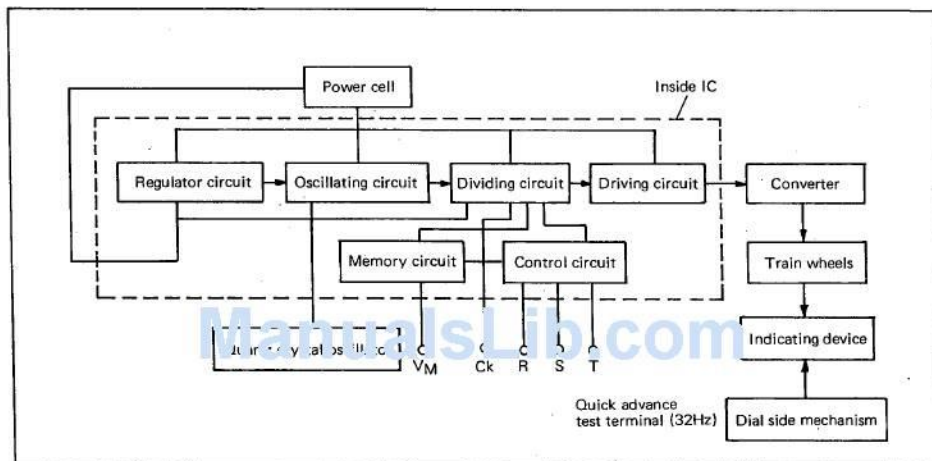 Power cell
Inside IC
Regulator circuit
Oscillating circuit
Dividing circuit
Driving circuit
Converter
Memory circuit
Control circuit
Train wheels
ManualsLib.com
Indicating device
VM
Ck
R
S
T
Quick advance
test terminal (32Hz)
Dial side mechanism